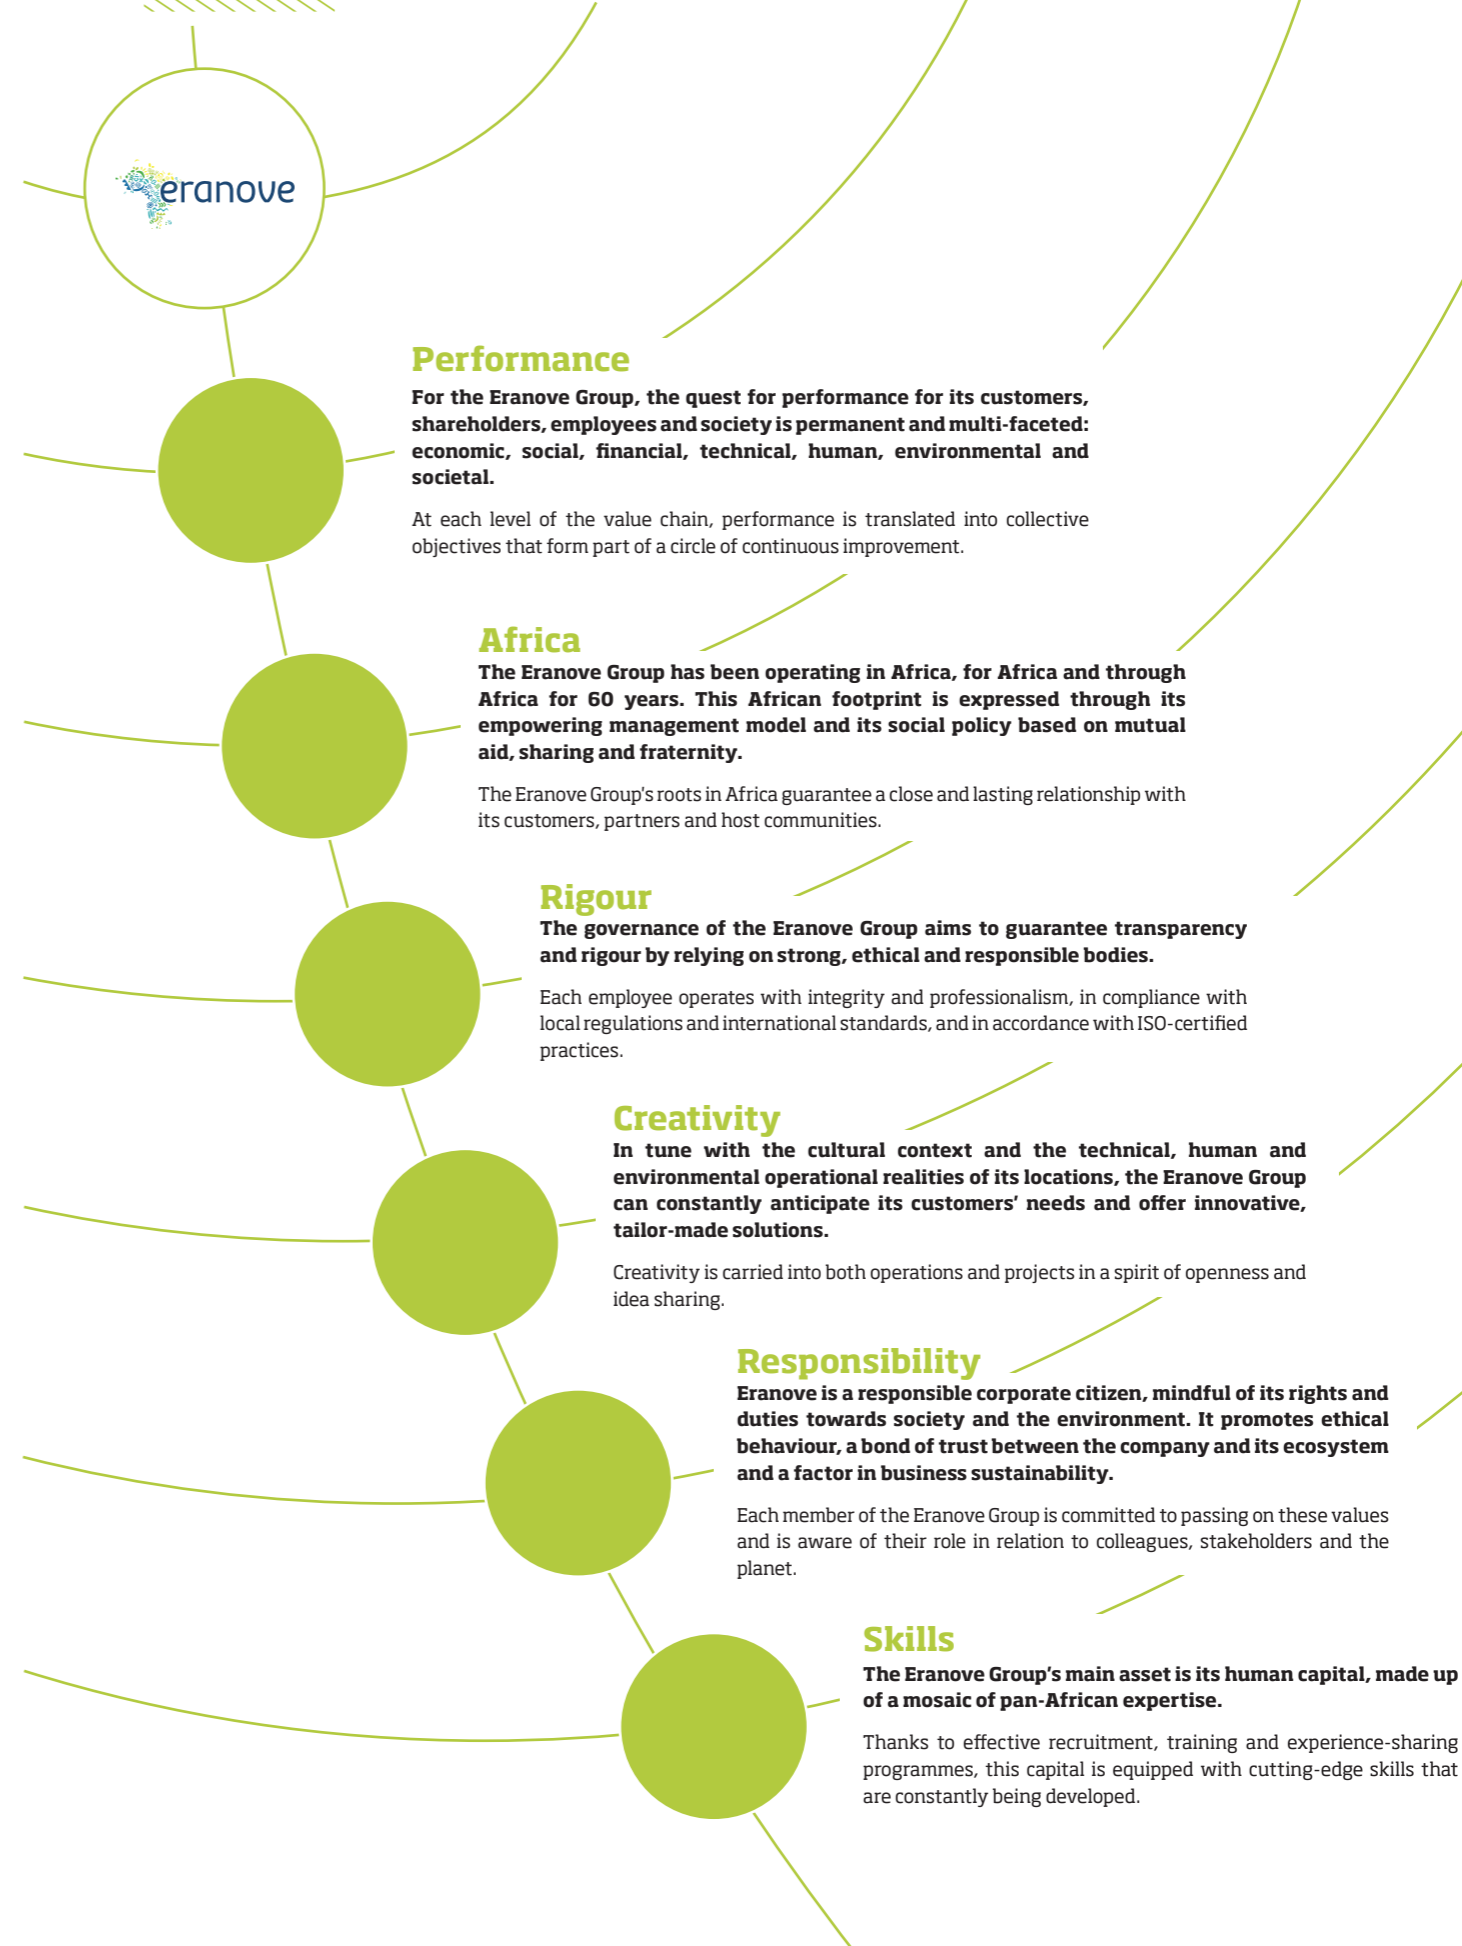 eranove
Performance
For the Eranove Group, the quest for performance for its customers,
shareholders, employees and society is permanent and multi-faceted:
economic, social, financial, technical, human, environmental and
societal.
At each level of the value chain, performance is translated into collective
objectives that form part of a circle of continuous improvement.
Africa
The Eranove Group has been operating in Africa, for Africa and through
Africa for 60 years. This African footprint is expressed through its
empowering management model and its social policy based on mutual
aid, sharing and fraternity.
The Eranove Group's roots in Africa guarantee a close and lasting relationship with
its customers, partners and host communities.
Rigour
The governance of the Eranove Group aims to guarantee transparency
and rigour by relying on strong, ethical and responsible bodies.
Each employee operates with integrity and professionalism, in compliance with
local regulations and international standards, and in accordance with ISO-certified
practices.
Creativity
In tune with the cultural context and the technical, human and
environmental operational realities of its locations, the Eranove Group
can constantly anticipate its customers' needs and offer innovative,
tailor-made solutions.
Creativity is carried into both operations and projects in a spirit of openness and
idea sharing.
Responsibility
Eranove is a responsible corporate citizen, mindful of its rights and
duties towards society and the environment. It promotes ethical
behaviour, a bond of trust between the company and its ecosystem
and a factor in business sustainability.
Each member of the Eranove Group is committed to passing on these values
and is aware of their role in relation to colleagues, stakeholders and the
planet.
Skills
The Eranove Group's main asset is its human capital, made up
of a mosaic of pan-African expertise.
Thanks to effective recruitment, training and experience-sharing
programmes, this capital is equipped with cutting-edge skills that
are constantly being developed.